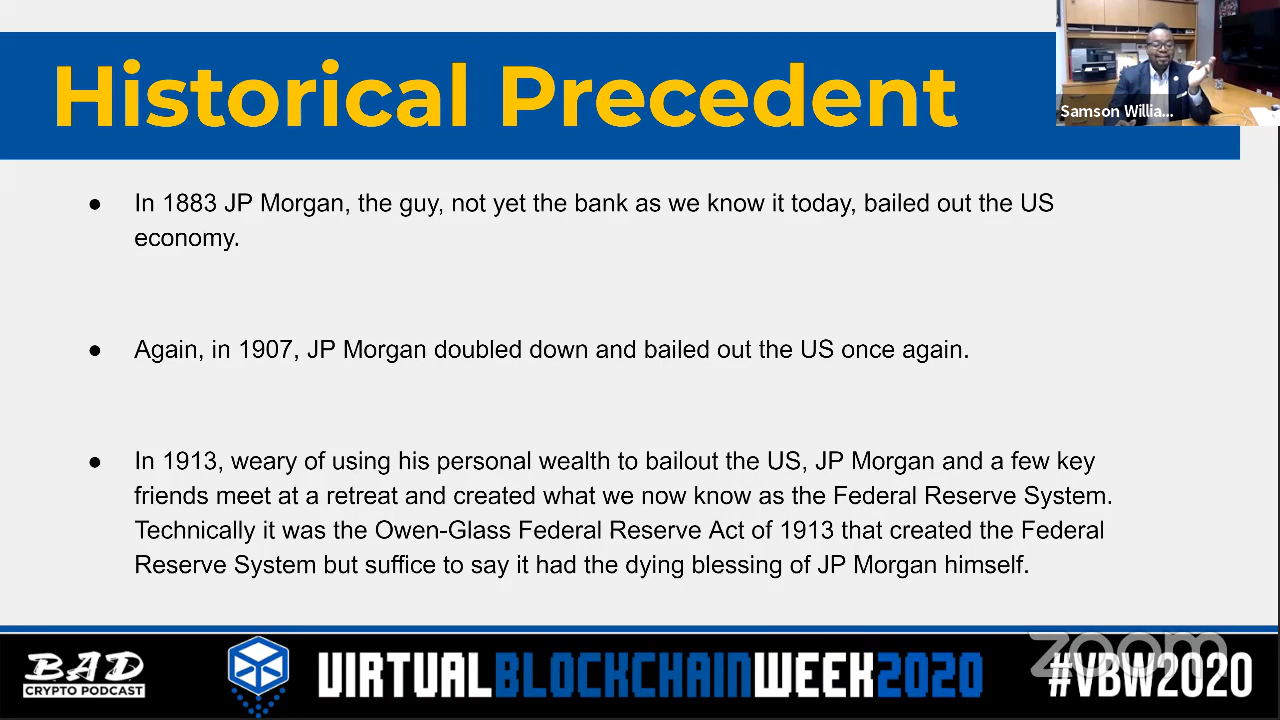 Historical Precedent
Samson Willia...
● In 1883 JP Morgan, the guy, not yet the bank as we know it today, bailed out the US
economy.
● Again, in 1907, JP Morgan doubled down and bailed out the US once again.
● In 1913, weary of using his personal wealth to bailout the US, JP Morgan and a few key
friends meet at a retreat and created what we now know as the Federal Reserve System.
Technically it was the Owen-Glass Federal Reserve Act of 1913 that created the Federal
Reserve System but suffice to say it had the dying blessing of JP Morgan himself.
BAD
CRYPTO PODCAST
VIRTUALBLOCKCHAINWEEK2020
zoom
#VBW2020